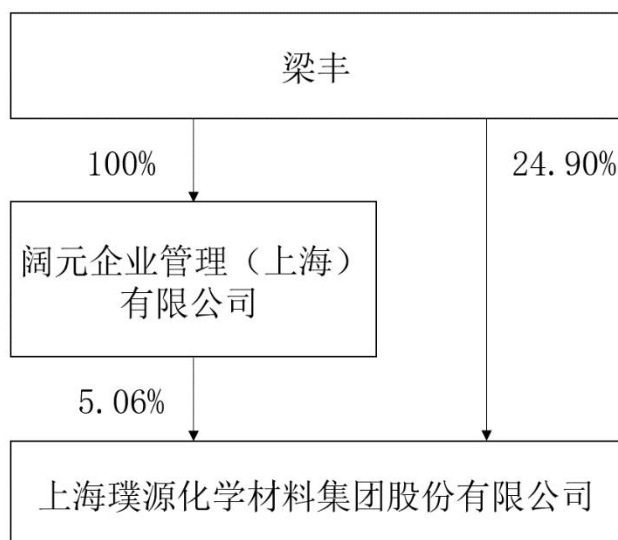 梁丰
100%
24.90%
阔元企业管理（上海）
有限公司
5.06%
上海璞源化学材料集团股份有限公司